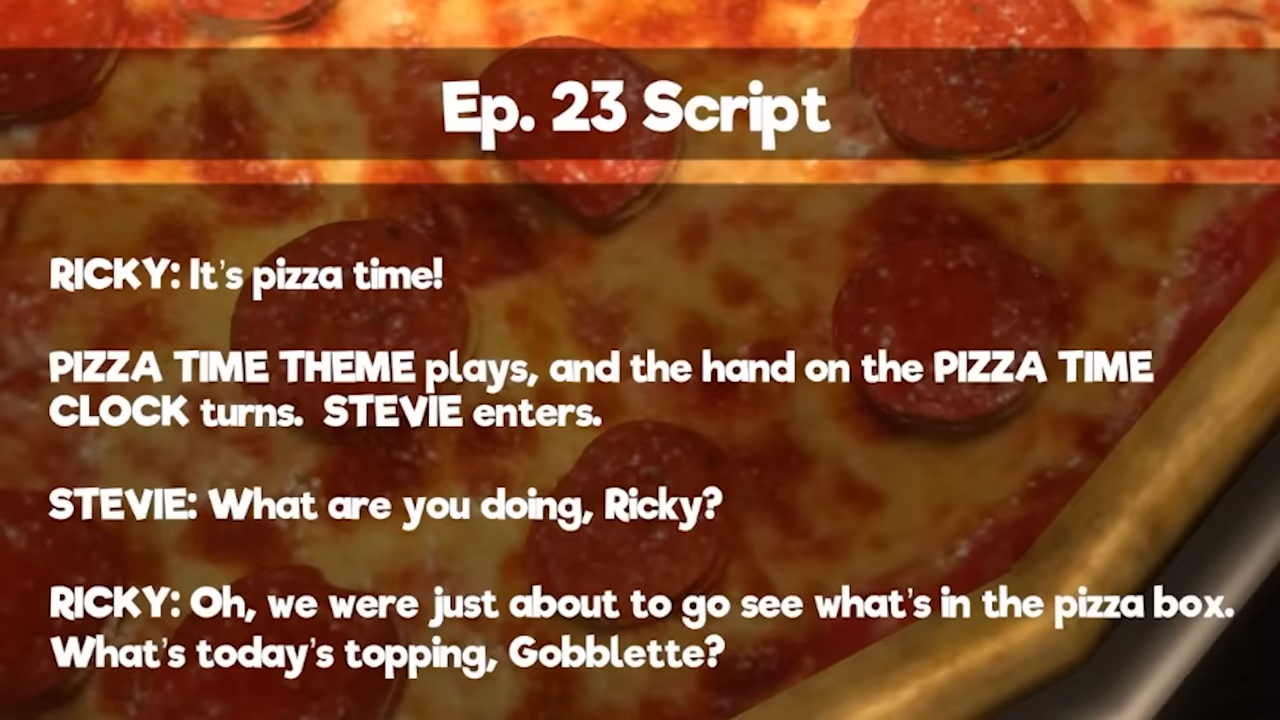 Ep. 23 Script
RICKY: It's pizza time!
PIZZA TIME THEME plays, and the hand on the PIZZA TIME
CLOCK turns.  STEVIE enters.
STEVIE: What are you doing, Ricky?
RICKY: Oh, we were just about to go see what's in the pizza box.
What's today's topping, Gobblette?